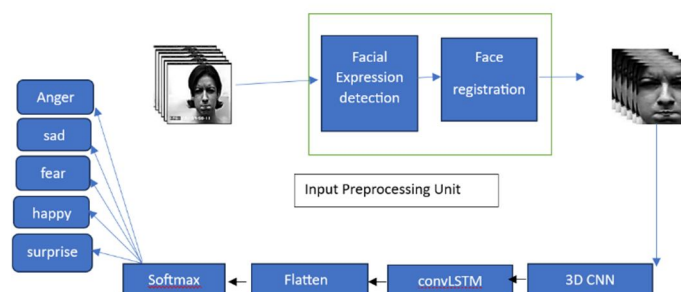 Facial
Expression
detection
Face
registration
Input Preprocessing Unit
Anger
sad
fear
happy
surprise
Softmax
Flatten
convLSTM
3D CNN